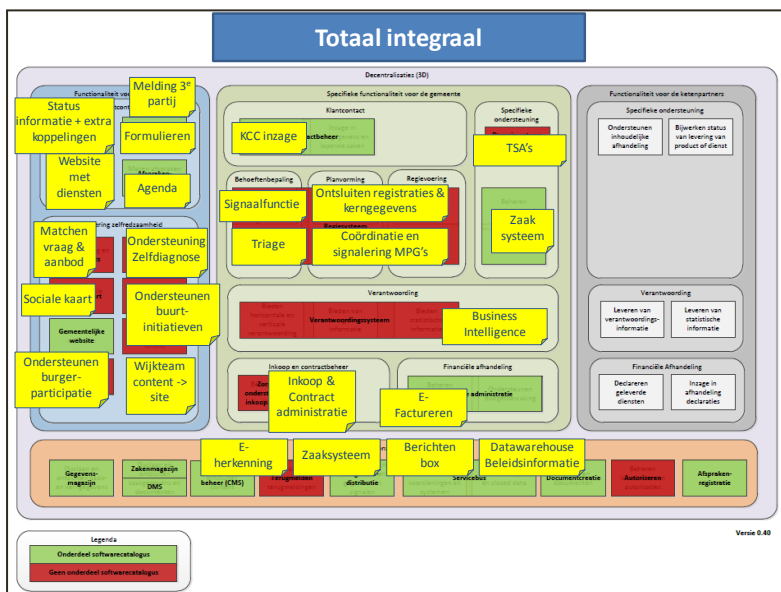 Totaal integraal
Decentralisaties (3D)
Functionaliteit voor
Specifieke functionaliteit voor de gemeente
Functionaliteit voor de ketenpartners
Melding 3e
partij
Status
informatie + extra
koppelingen
Formulieren
Website
met
diensten
Agenda
zelfredzaamheid
Matchen
vraag &
aanbod
Ondersteuning
Zelfdiagnose
Sociale kaart
Ondersteunen
buurt-
initiatieven
Gemeentelijke
website
Ondersteunen
burger-
participatie
Wijkteam
content ->
site
Klantcontact
KCC inzage
Inzage in
Specifieke
ondersteuning
TSA's
Behoeftenbepaling
Planvorming
Regievoering
Signaalfunctie
Ontsluiten registraties &
kerngegevens
Triage
Coördinatie en
signalering MPG's
Zaak
systeem
Verantwoording
Verantwoordingssysteem
Business
Intelligence
Inkoop en contractbeheer
Financiële afhandeling
Inkoop &
Contract
administratie
E-
Factureren
administratie
Specifieke ondersteuning
Ondersteunen
inhoudelijke
afhandeling
Bijwerken status
van levering van
product of dienst
Verantwoording
Leveren van
verantwoordings-
informatie
Leveren van
statistische
informatie
Financiële Afhandeling
Declareren
geleverde
diensten
Inzage in
afhandeling
declaraties
E-
herkenning
Zaaksysteem
Berichten
box
Datawarehouse
Beleidsinformatie
Gegevens-
magazijn
Zakenmagazijn
DMS
beheer (CMS)
Terugmelden
distributie
Servicebus
Documentcreatie
Autoriseren
Afspraken-
registratie
Versie 0.40
Legenda
Onderdeel softwarecatalogus
Geen onderdeel softwarecatalogus